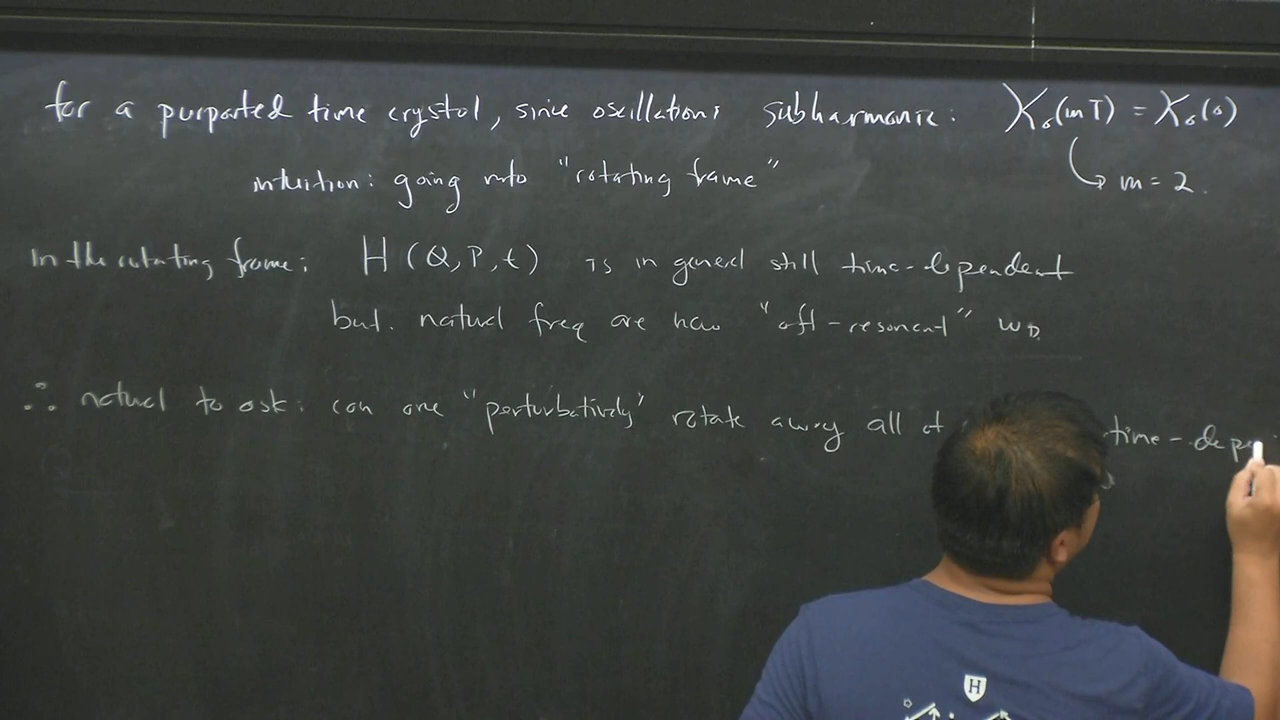 for a purported time crystal, since oscillations subharmonic: X₀(mT) = X₀(0)
intuition: going into "rotating frame"
m = 2.
In the rotating frame: H(Q, P, t) is in general still time-dependent
but. natural freq are now "off-resonant" ω_D
∴ natural to ask: can one "perturbatively" rotate away all of time-depe
H